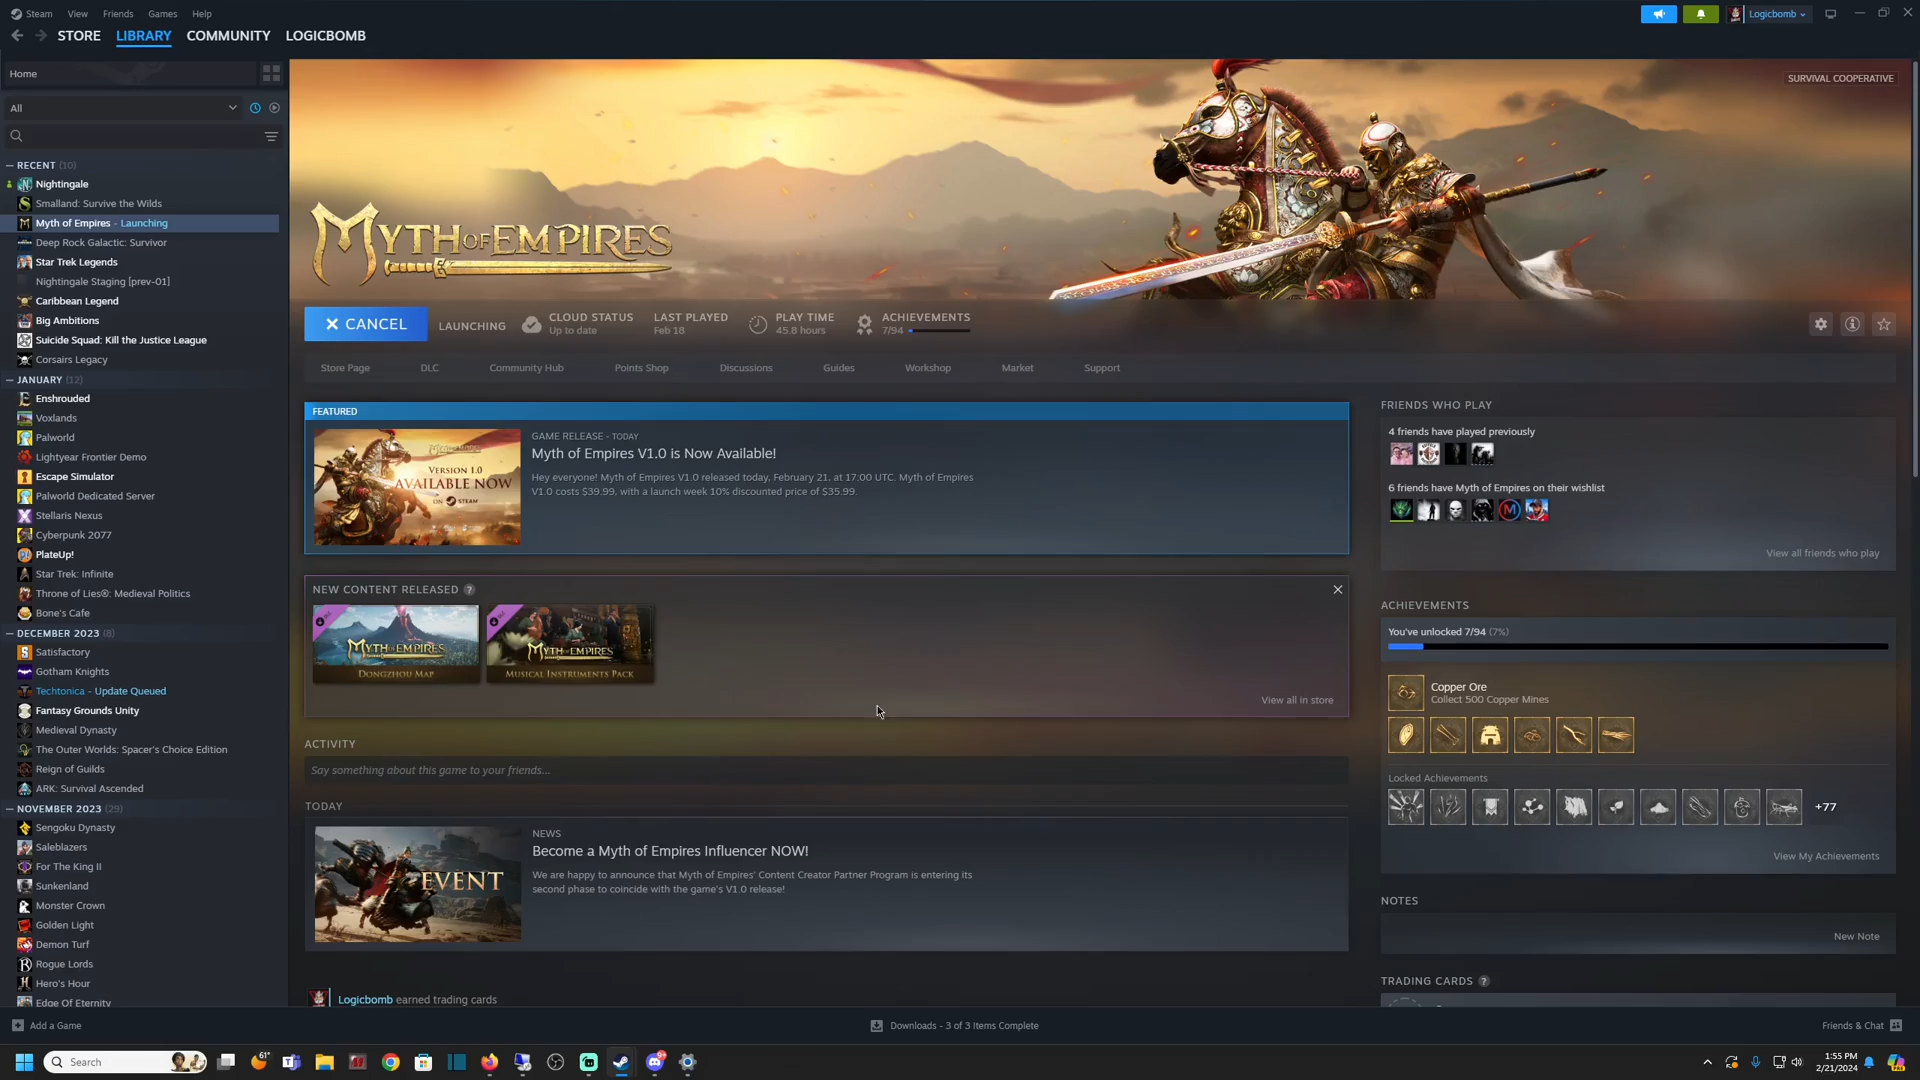 Steam View Friends Games Help
Logicbomb
STORE LIBRARY COMMUNITY LOGICBOMB
Home
All
RECENT (10)
Nightingale
Smalland: Survive the Wilds
Myth of Empires - Launching
Deep Rock Galactic: Survivor
Star Trek Legends
Nightingale Staging [prev-01]
Caribbean Legend
Big Ambitions
Suicide Squad: Kill the Justice League
Corsairs Legacy
JANUARY (12)
Enshrouded
Voxlands
Palworld
Lightyear Frontier Demo
Escape Simulator
Palworld Dedicated Server
Stellaris Nexus
Cyberpunk 2077
PlateUp!
Star Trek: Infinite
Throne of Lies®: Medieval Politics
Bone's Cafe
DECEMBER 2023 (8)
Satisfactory
Gotham Knights
Techtonica - Update Queued
Fantasy Grounds Unity
Medieval Dynasty
The Outer Worlds: Spacer's Choice Edition
Reign of Guilds
ARK: Survival Ascended
NOVEMBER 2023 (29)
Sengoku Dynasty
Saleblazers
For The King II
Sunkenland
Monster Crown
Golden Light
Demon Turf
Rogue Lords
Hero's Hour
Edge Of Eternity
SURVIVAL COOPERATIVE
MYTH OF EMPIRES
CANCEL
LAUNCHING
CLOUD STATUS
Up to date
LAST PLAYED
Feb 18
PLAY TIME
45.8 hours
ACHIEVEMENTS
7/94
Store Page DLC Community Hub Points Shop Discussions Guides Workshop Market Support
FEATURED
VERSION 1.0
AVAILABLE NOW
ON STEAM
GAME RELEASE - TODAY
Myth of Empires V1.0 is Now Available!
Hey everyone! Myth of Empires V1.0 released today, February 21, at 17:00 UTC. Myth of Empires
V1.0 costs $39.99, with a launch week 10% discounted price of $35.99.
NEW CONTENT RELEASED ?
MYTH OF EMPIRES
DONGZHOU MAP
MYTH OF EMPIRES
MUSICAL INSTRUMENTS PACK
View all in store
ACTIVITY
Say something about this game to your friends...
TODAY
EVENT
NEWS
Become a Myth of Empires Influencer NOW!
We are happy to announce that Myth of Empires' Content Creator Partner Program is entering its
second phase to coincide with the game's V1.0 release!
Logicbomb earned trading cards
FRIENDS WHO PLAY
4 friends have played previously
6 friends have Myth of Empires on their wishlist
View all friends who play
ACHIEVEMENTS
You've unlocked 7/94 (7%)
Copper Ore
Collect 500 Copper Mines
Locked Achievements
+77
View My Achievements
NOTES
New Note
TRADING CARDS ?
Add a Game
Downloads - 3 of 3 Items Complete
Friends & Chat
Search
61°
9+
1:55 PM
2/21/2024